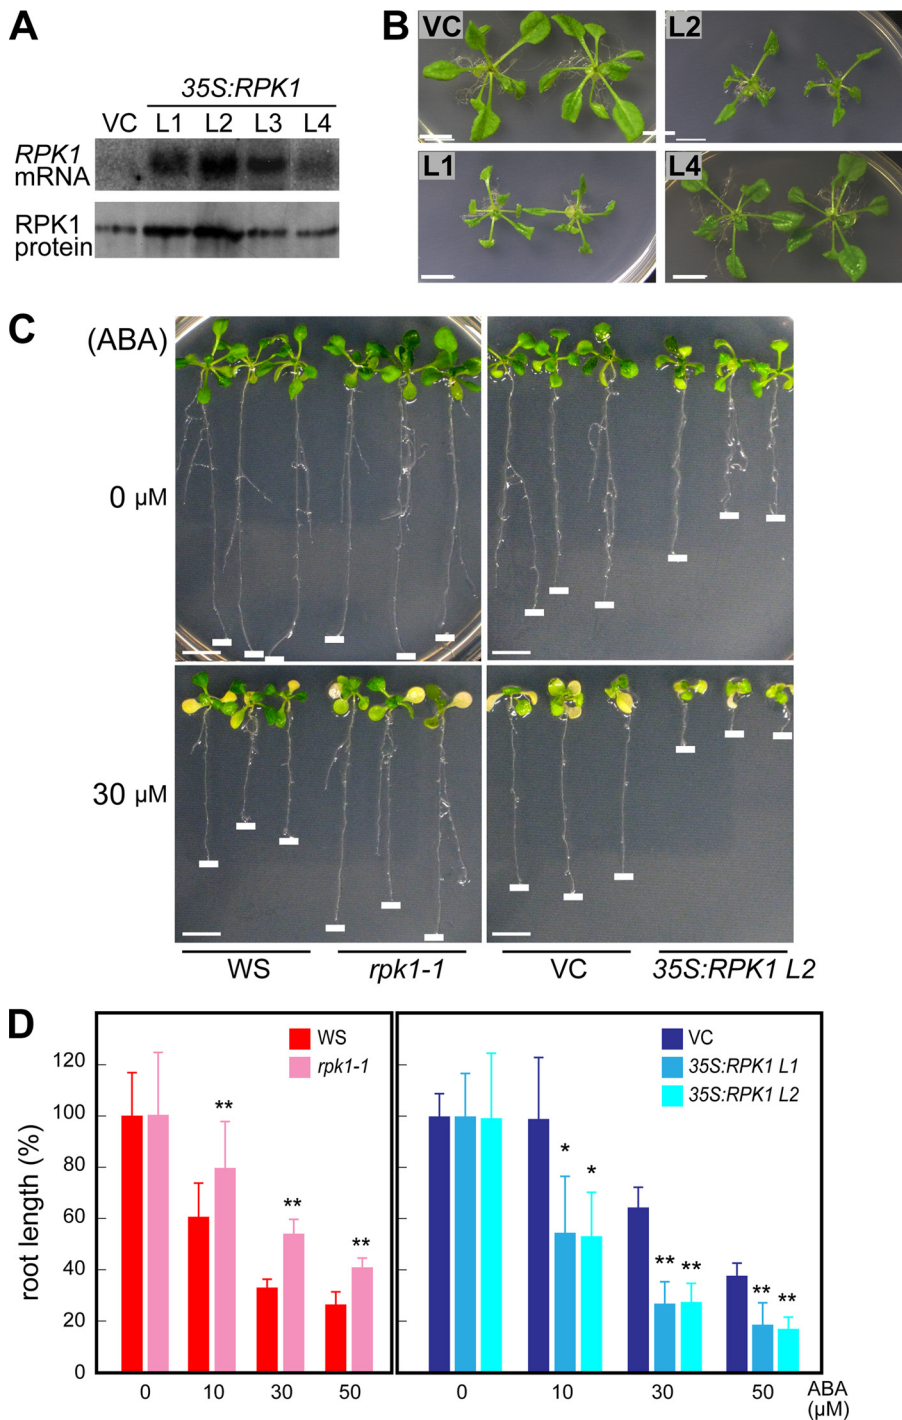 A
35S:RPK1
VC L1 L2 L3 L4
RPK1
mRNA
RPK1
protein
B
VC
L2
L1
L4
C
(ABA)
0 µM
30 µM
WS rpk1-1 VC 35S:RPK1 L2
D
WS
rpk1-1
VC
35S:RPK1 L1
35S:RPK1 L2
root length (%)
120
100
80
60
40
20
0
** ** **
* * ** ** ** **
0 10 30 50
0 10 30 50
ABA
(µM)